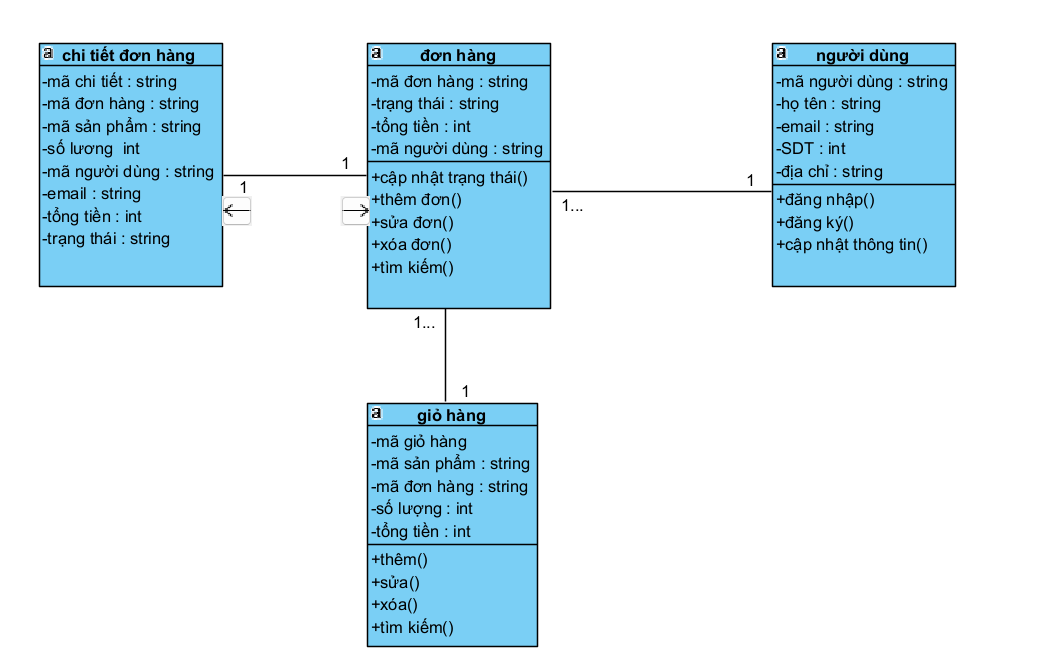 a chi tiết đơn hàng
-mã chi tiết : string
-mã đơn hàng : string
-mã sản phẩm : string
-số lương  int
-mã người dùng : string
-email : string
-tổng tiền : int
-trạng thái : string
1
1
a đơn hàng
-mã đơn hàng : string
-trạng thái : string
-tổng tiền : int
-mã người dùng : string
+cập nhật trạng thái()
+thêm đơn()
+sửa đơn()
+xóa đơn()
+tìm kiếm()
1...
1
a người dùng
-mã người dùng : string
-họ tên : string
-email : string
-SDT : int
-địa chỉ : string
+đăng nhập()
+đăng ký()
+cập nhật thông tin()
1...
1
a giỏ hàng
-mã giỏ hàng
-mã sản phẩm : string
-mã đơn hàng : string
-số lượng : int
-tổng tiền : int
+thêm()
+sửa()
+xóa()
+tìm kiếm()